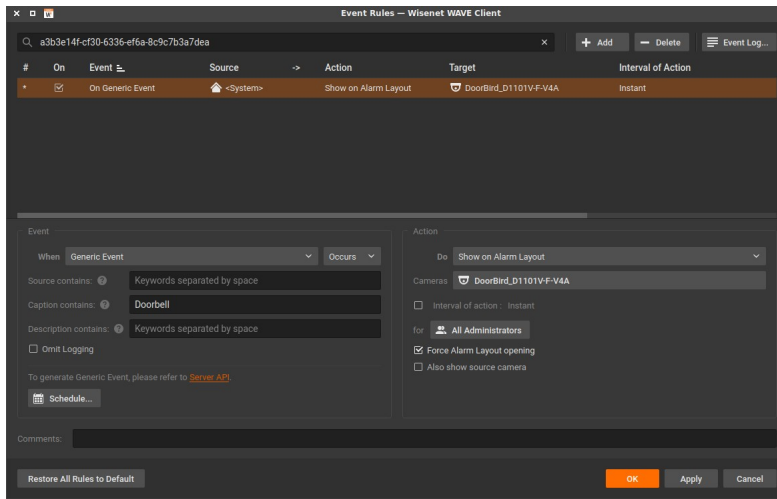 Event Rules — Wisenet WAVE Client
a3b3e14f-cf30-6336-ef6a-8c9c7b3a7dea
+ Add
− Delete
Event Log...
# On Event Source -> Action Target Interval of Action
* On Generic Event <System> Show on Alarm Layout DoorBird_D1101V-F-V4A Instant
Event
When Generic Event Occurs
Source contains: ? Keywords separated by space
Caption contains: ? Doorbell
Description contains: ? Keywords separated by space
Omit Logging
To generate Generic Event, please refer to Server API.
Schedule...
Action
Do Show on Alarm Layout
Cameras DoorBird_D1101V-F-V4A
Interval of action : Instant
for All Administrators
Force Alarm Layout opening
Also show source camera
Comments:
Restore All Rules to Default
OK Apply Cancel